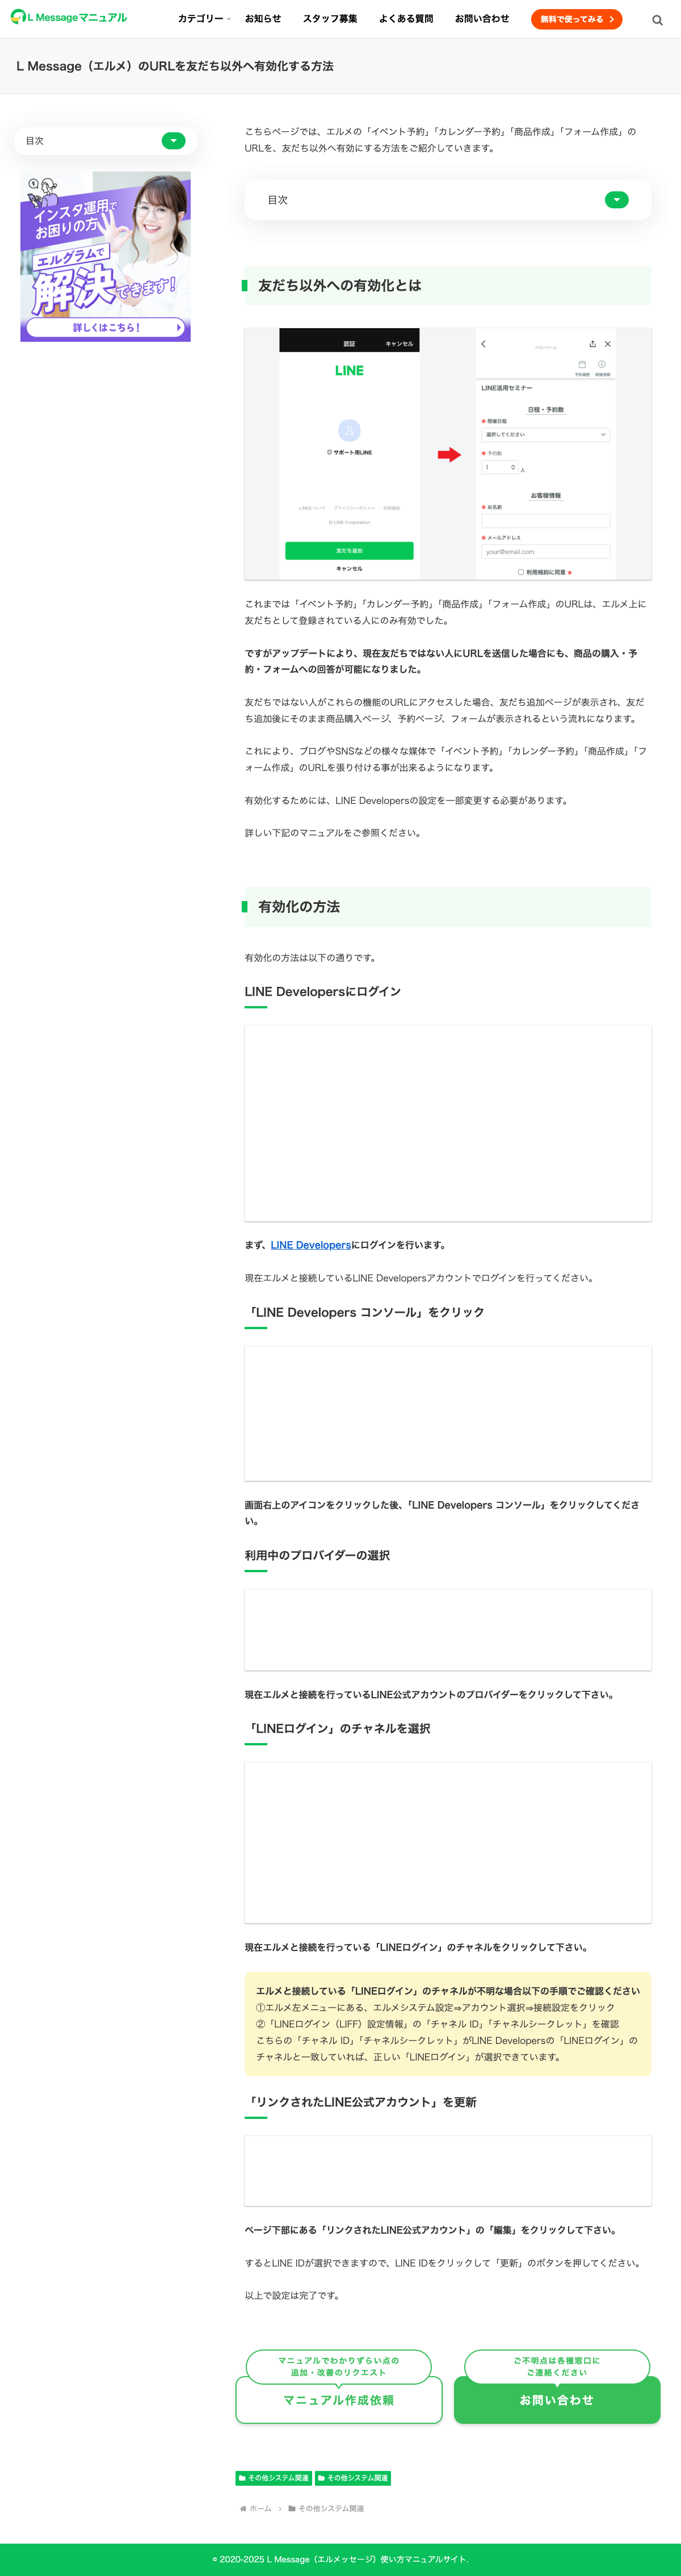 L Messageマニュアル
カテゴリー
お知らせ
スタッフ募集
よくある質問
お問い合わせ
無料で使ってみる
L Message（エルメ）のURLを友だち以外へ有効化する方法
目次
インスタ運用で
お困りの方
エルグラムで
解決できます！
詳しくはこちら！
こちらページでは、エルメの「イベント予約」「カレンダー予約」「商品作成」「フォーム作成」の
URLを、友だち以外へ有効にする方法をご紹介していきます。
目次
友だち以外への有効化とは
認証
キャンセル
LINE
サポート用LINE
LINEについて
プライバシーポリシー
利用規約
© LINE Corporation
友だち追加
キャンセル
予約履歴
開催情報
LINE活用セミナー
日程・予約数
＊開催日程
選択してください
＊予約数
1
人
お客様情報
＊お名前
＊メールアドレス
your@email.com
利用規約に同意＊
これまでは「イベント予約」「カレンダー予約」「商品作成」「フォーム作成」のURLは、エルメ上に
友だちとして登録されている人にのみ有効でした。
ですがアップデートにより、現在友だちではない人にURLを送信した場合にも、商品の購入・予
約・フォームへの回答が可能になりました。
友だちではない人がこれらの機能のURLにアクセスした場合、友だち追加ページが表示され、友だ
ち追加後にそのまま商品購入ページ、予約ページ、フォームが表示されるという流れになります。
これにより、ブログやSNSなどの様々な媒体で「イベント予約」「カレンダー予約」「商品作成」「フ
ォーム作成」のURLを張り付ける事が出来るようになります。
有効化するためには、LINE Developersの設定を一部変更する必要があります。
詳しい下記のマニュアルをご参照ください。
有効化の方法
有効化の方法は以下の通りです。
LINE Developersにログイン
まず、LINE Developersにログインを行います。
現在エルメと接続しているLINE Developersアカウントでログインを行ってください。
「LINE Developers コンソール」をクリック
画面右上のアイコンをクリックした後、「LINE Developers コンソール」をクリックしてくださ
い。
利用中のプロバイダーの選択
現在エルメと接続を行っているLINE公式アカウントのプロバイダーをクリックして下さい。
「LINEログイン」のチャネルを選択
現在エルメと接続を行っている「LINEログイン」のチャネルをクリックして下さい。
エルメと接続している「LINEログイン」のチャネルが不明な場合以下の手順でご確認ください
①エルメ左メニューにある、エルメシステム設定⇒アカウント選択⇒接続設定をクリック
②「LINEログイン（LIFF）設定情報」の「チャネル ID」「チャネルシークレット」を確認
こちらの「チャネル ID」「チャネルシークレット」がLINE Developersの「LINEログイン」の
チャネルと一致していれば、正しい「LINEログイン」が選択できています。
「リンクされたLINE公式アカウント」を更新
ページ下部にある「リンクされたLINE公式アカウント」の「編集」をクリックして下さい。
するとLINE IDが選択できますので、LINE IDをクリックして「更新」のボタンを押してください。
以上で設定は完了です。
マニュアルでわかりずらい点の
追加・改善のリクエスト
マニュアル作成依頼
ご不明点は各種窓口に
ご連絡ください
お問い合わせ
その他システム関連
その他システム関連
ホーム
その他システム関連
© 2020-2025 L Message（エルメッセージ）使い方マニュアルサイト.